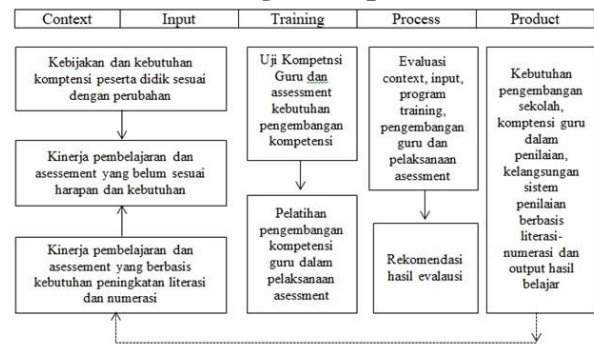 Context Input Training Process Product
Kebijakan dan kebutuhan
komptensi peserta didik sesuai
dengan perubahan
Kinerja pembelajaran dan
asessement yang belum sesuai
harapan dan kebutuhan
Kinerja pembelajaran dan
asessement yang berbasis
kebutuhan peningkatan literasi
dan numerasi
Uji Kompetnsi
Guru dan
assessment
kebutuhan
pengembangan
kompetensi
Pelatihan
pengembangan
kompetensi
guru dalam
pelaksanaan
asessment
Evaluasi
context, input,
program
training,
pengembangan
guru dan
pelaksanaan
asessment
Rekomendasi
hasil evalausi
Kebutuhan
pengembangan
sekolah,
komptensi guru
dalam
penilaian,
kelangsungan
sistem
penilaian
berbasis
literasi-
numerasi dan
output hasil
belajar